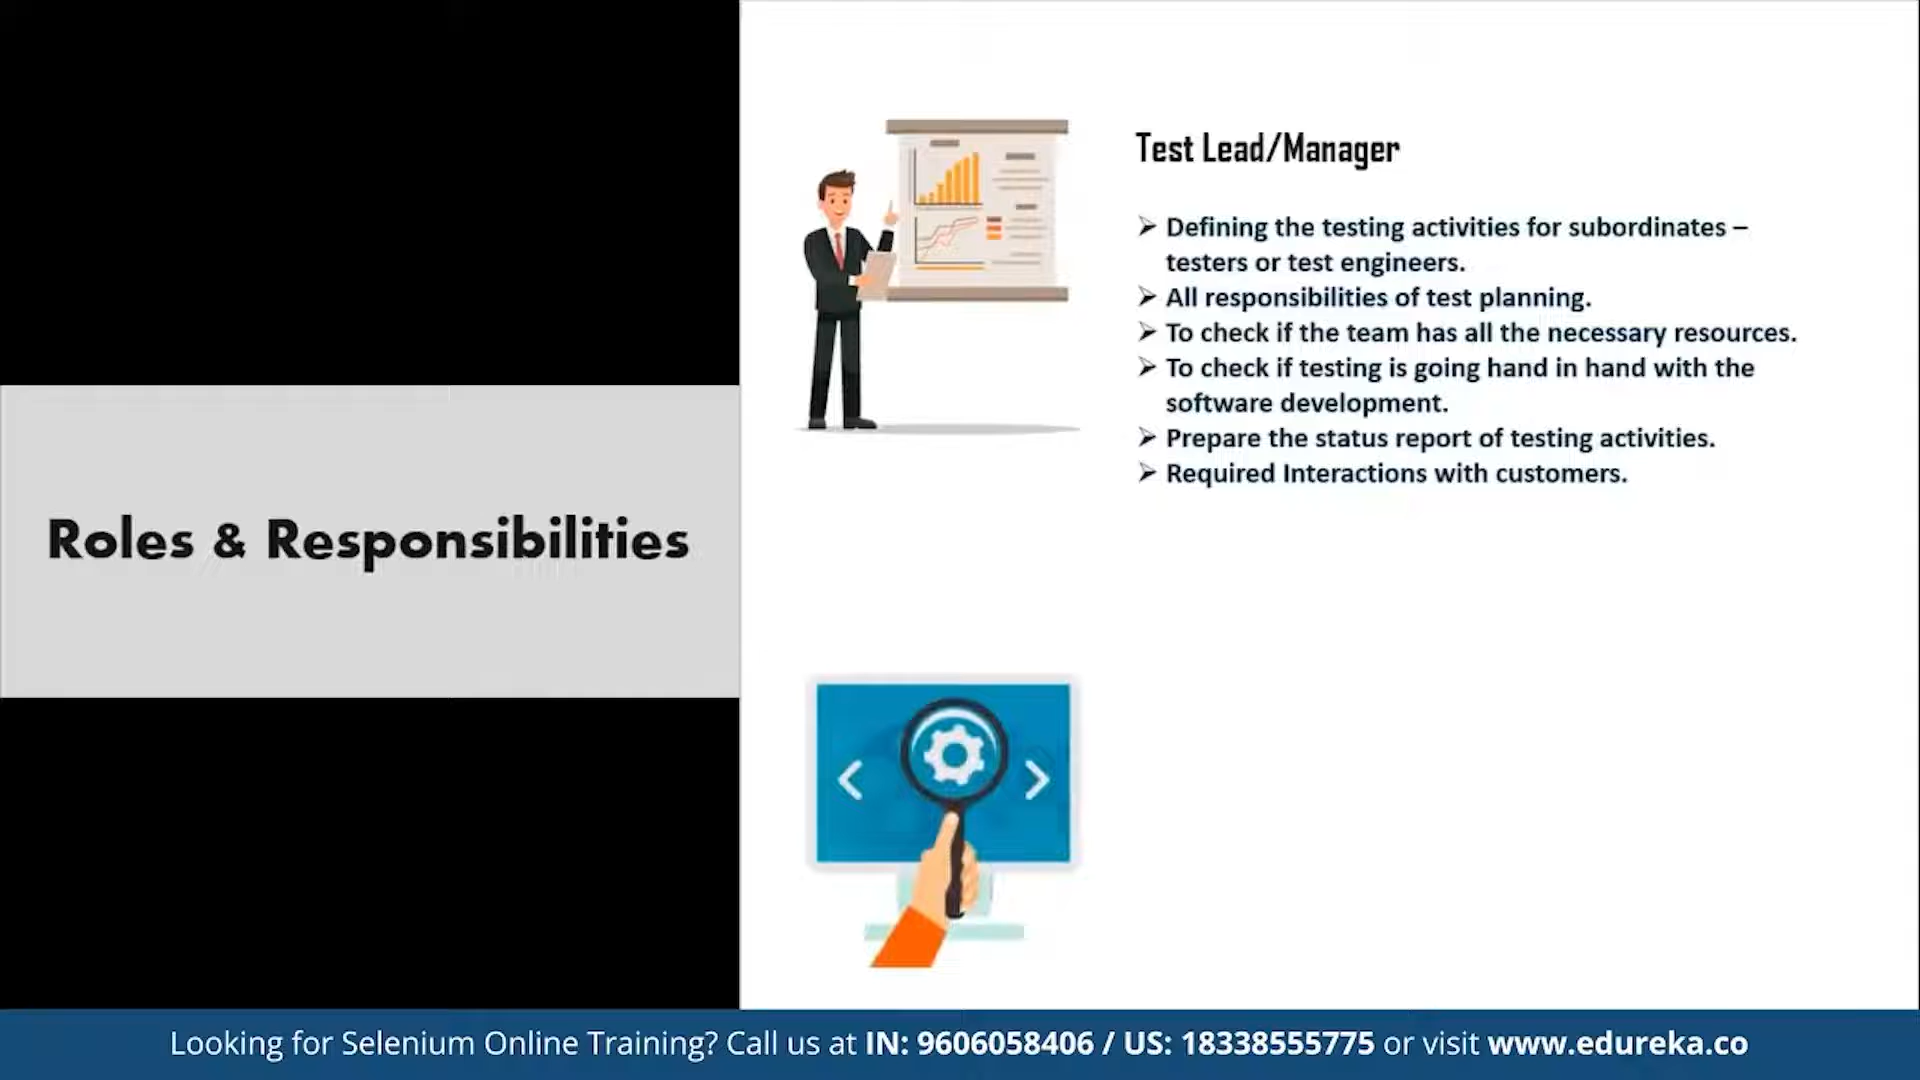 Roles & Responsibilities
Test Lead/Manager
➢ Defining the testing activities for subordinates –
testers or test engineers.
➢ All responsibilities of test planning.
➢ To check if the team has all the necessary resources.
➢ To check if testing is going hand in hand with the
software development.
➢ Prepare the status report of testing activities.
➢ Required Interactions with customers.
Looking for Selenium Online Training? Call us at IN: 9606058406 / US: 18338555775 or visit www.edureka.co